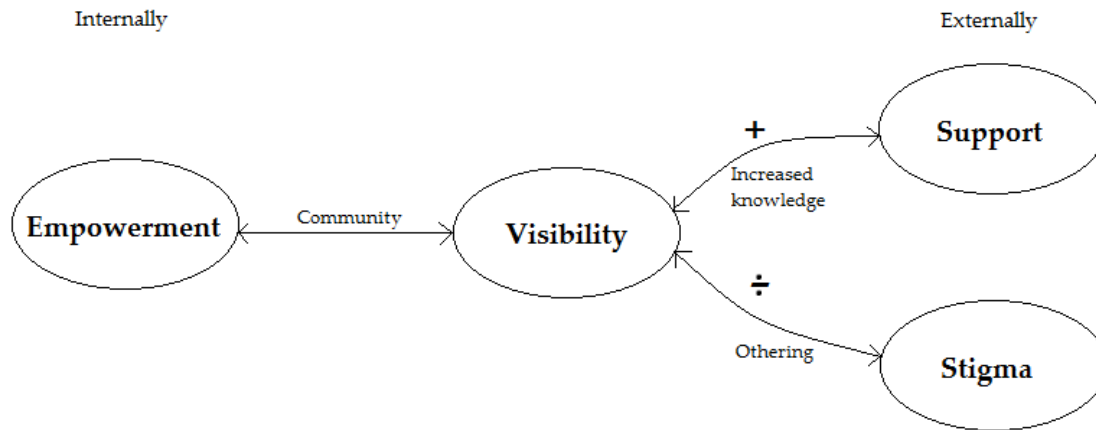 Internally
Externally
+
Support
Increased
knowledge
Empowerment
Community
Visibility
÷
Othering
Stigma